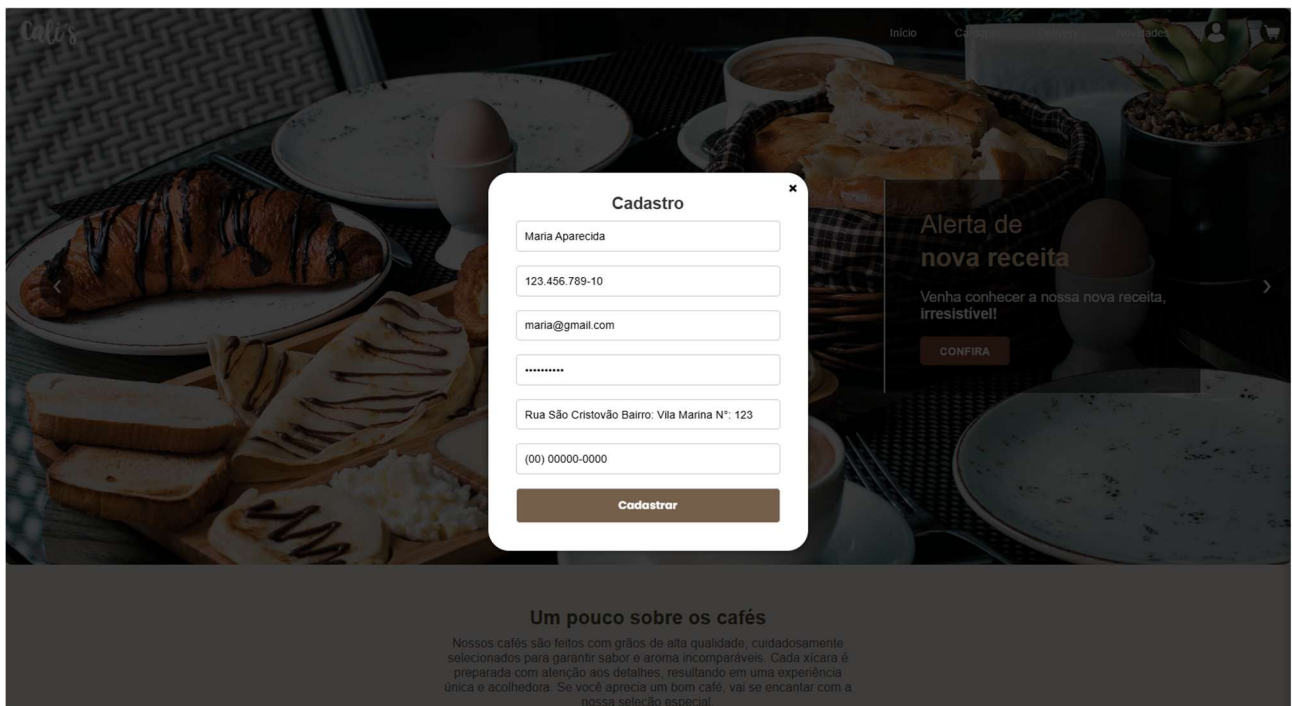 Cali's
Início
Novidades
Cadastro
Maria Aparecida
123.456.789-10
maria@gmail.com
••••••••••
Rua São Cristovão Bairro: Vila Marina N°: 123
(00) 00000-0000
Cadastrar
Alerta de
nova receita
Venha conhecer a nossa nova receita,
irresistível!
CONFIRA
Um pouco sobre os cafés
Nossos cafés são feitos com grãos de alta qualidade, cuidadosamente
selecionados para garantir sabor e aroma incomparáveis. Cada xícara é
preparada com atenção aos detalhes, resultando em uma experiência
única e acolhedora. Se você aprecia um bom café, vai se encantar com a
nossa seleção especial